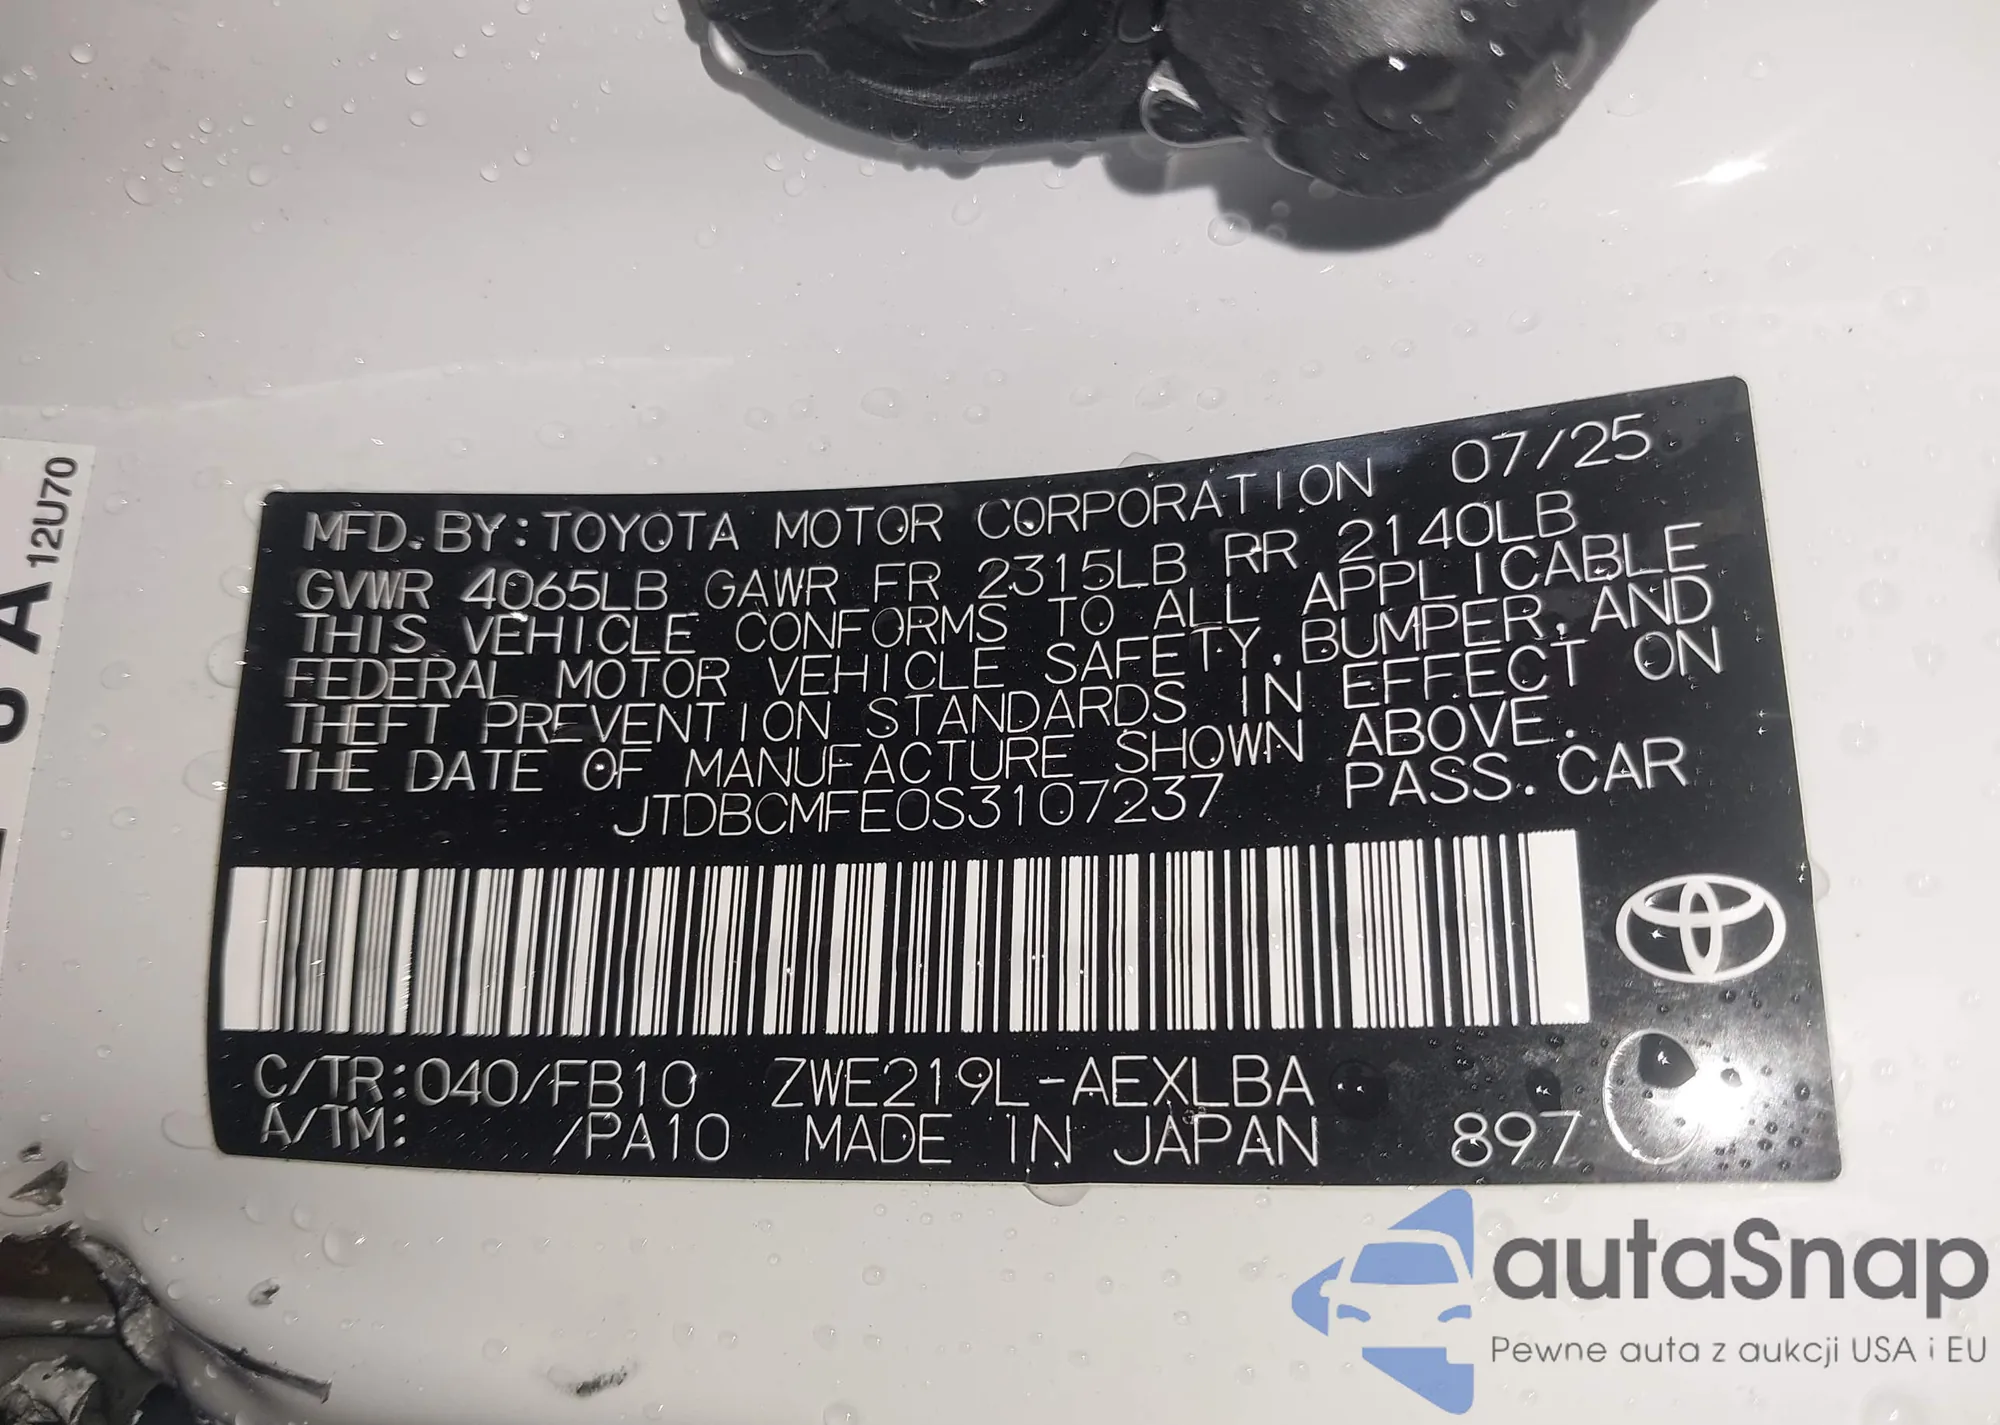 MFD. BY: TOYOTA MOTOR CORPORATION 07/25
GVWR 4065LB GAWR FR 2315LB RR 2140LB
THIS VEHICLE CONFORMS TO ALL APPLICABLE
FEDERAL MOTOR VEHICLE SAFETY, BUMPER, AND
THEFT PREVENTION STANDARDS IN EFFECT ON
THE DATE OF MANUFACTURE SHOWN ABOVE.
JTDBCMFE0S3107237 PASS. CAR
C/TR:040/FB10 ZWE219L-AEXLBA
A/TM: /PA10 MADE IN JAPAN 897
12U70
A
autaSnap
Pewne auta z aukcji USA i EU